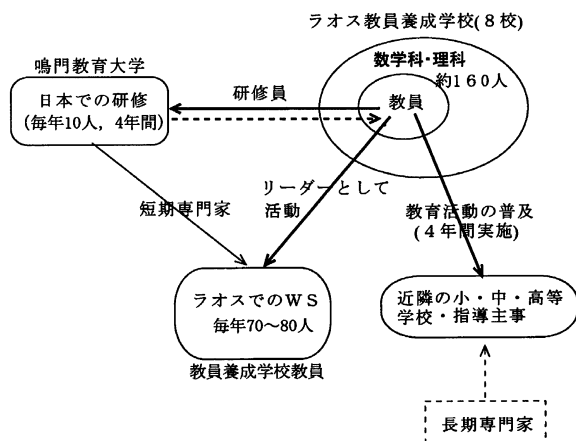 ラオス教員養成学校(８校)
鳴門教育大学
数学科・理科
約１６０人
教員
日本での研修
(毎年10人, 4年間)
研修員
リーダーとして
活動
短期専門家
教育活動の普及
(４年間実施)
ラオスでのＷＳ
毎年70～80人
教員養成学校教員
近隣の小・中・高等
学校・指導主事
長期専門家